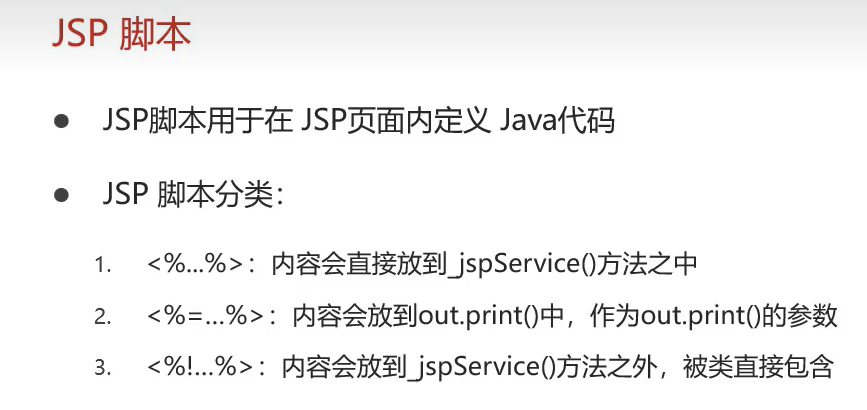 JSP 脚本
● JSP脚本用于在 JSP页面内定义 Java代码
● JSP 脚本分类：
1. <%...%>：内容会直接放到_jspService()方法之中
2. <%=…%>：内容会放到out.print()中，作为out.print()的参数
3. <%!…%>：内容会放到_jspService()方法之外，被类直接包含